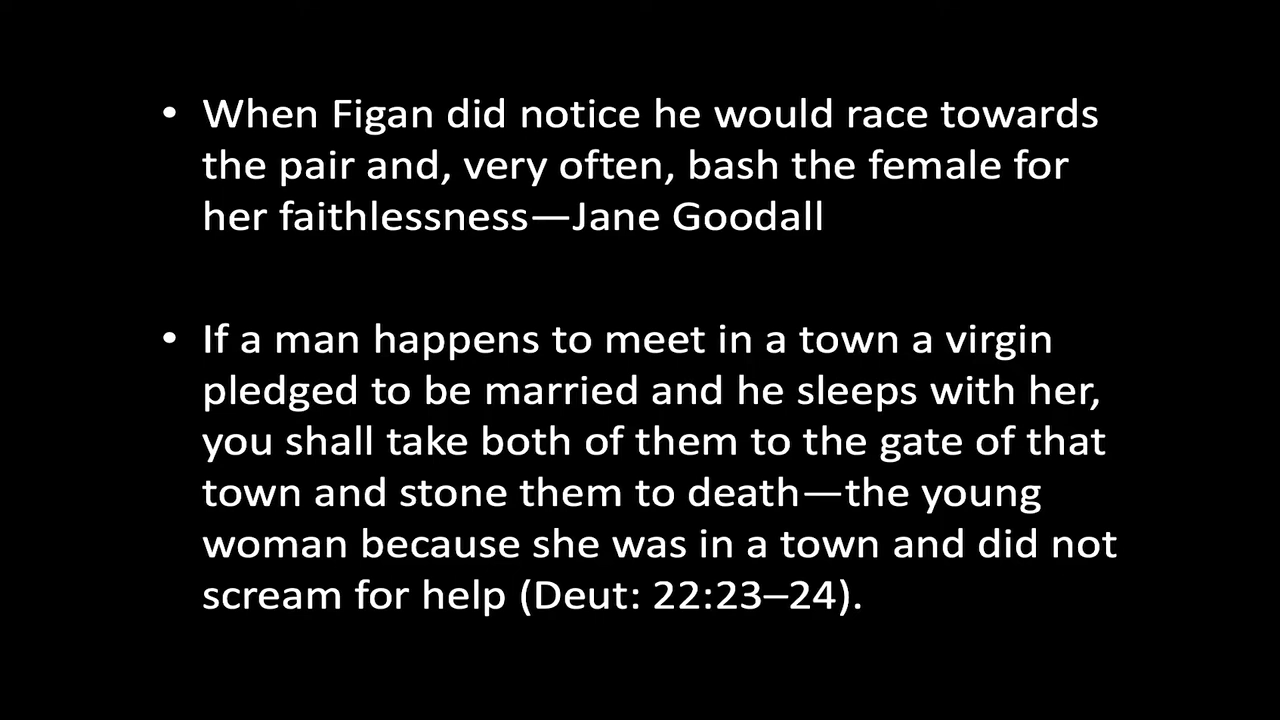 • When Figan did notice he would race towards
the pair and, very often, bash the female for
her faithlessness—Jane Goodall
• If a man happens to meet in a town a virgin
pledged to be married and he sleeps with her,
you shall take both of them to the gate of that
town and stone them to death—the young
woman because she was in a town and did not
scream for help (Deut: 22:23–24).